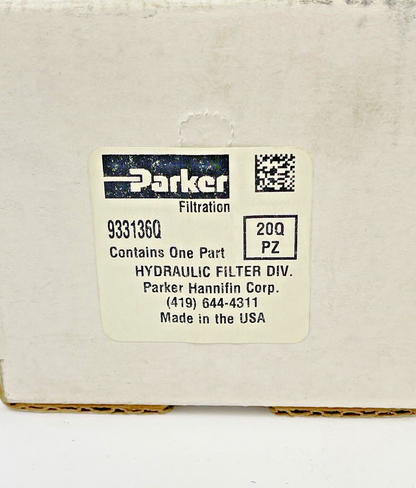 Parker
Filtration
933136Q
20Q
PZ
Contains One Part
HYDRAULIC FILTER DIV.
Parker Hannifin Corp.
(419) 644-4311
Made in the USA